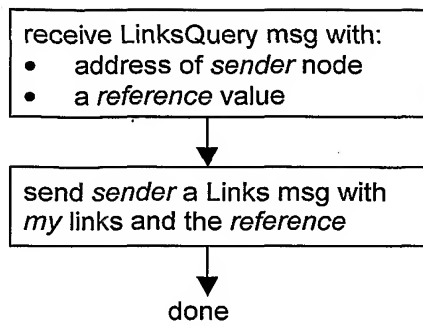 receive LinksQuery msg with:
• address of sender node
• a reference value
send sender a Links msg with
my links and the reference
done